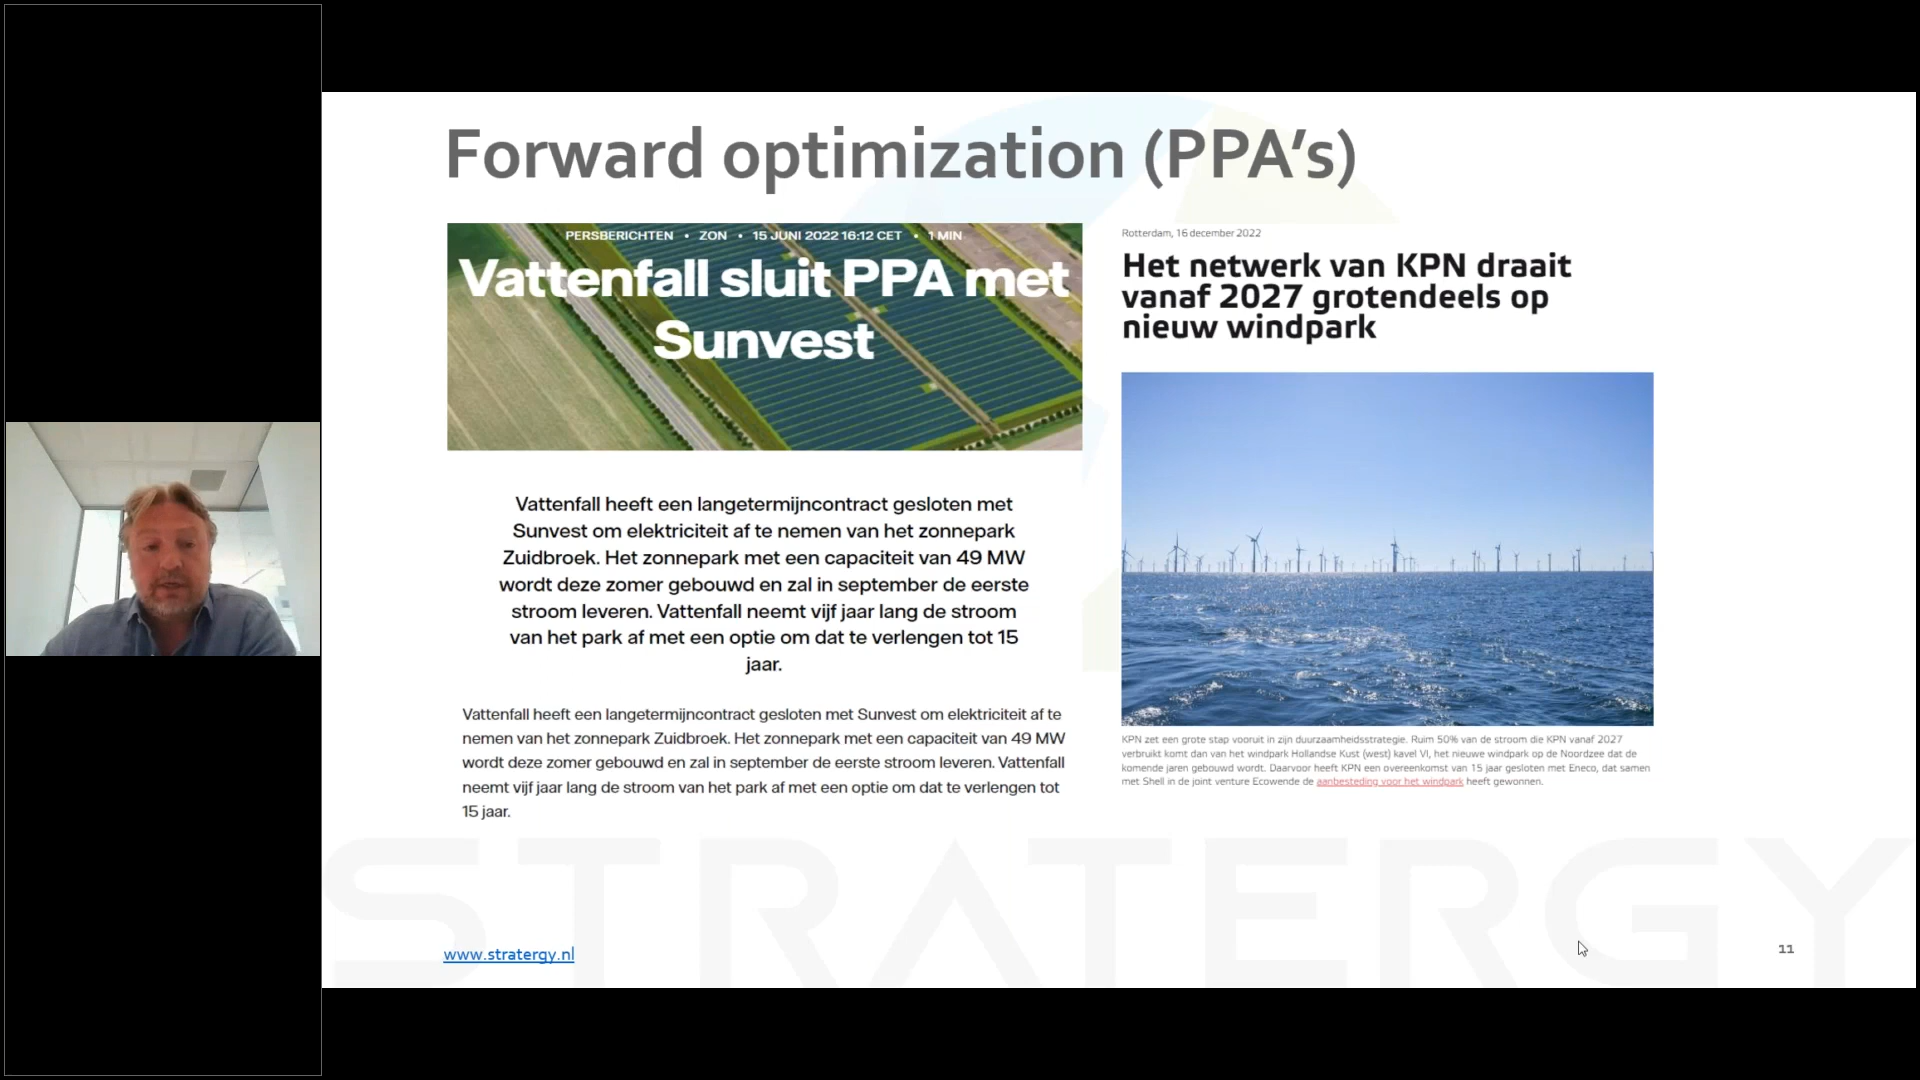 Forward optimization (PPA's)
PERSBERICHTEN • ZON • 15 JUNI 2022 16:12 CET • 1 MIN
Vattenfall sluit PPA met
Sunvest
Vattenfall heeft een langetermijncontract gesloten met
Sunvest om elektriciteit af te nemen van het zonnepark
Zuidbroek. Het zonnepark met een capaciteit van 49 MW
wordt deze zomer gebouwd en zal in september de eerste
stroom leveren. Vattenfall neemt vijf jaar lang de stroom
van het park af met een optie om dat te verlengen tot 15
jaar.
Vattenfall heeft een langetermijncontract gesloten met Sunvest om elektriciteit af te
nemen van het zonnepark Zuidbroek. Het zonnepark met een capaciteit van 49 MW
wordt deze zomer gebouwd en zal in september de eerste stroom leveren. Vattenfall
neemt vijf jaar lang de stroom van het park af met een optie om dat te verlengen tot
15 jaar.
Rotterdam, 16 december 2022
Het netwerk van KPN draait
vanaf 2027 grotendeels op
nieuw windpark
KPN zet een grote stap vooruit in zijn duurzaamheidsstrategie. Ruim 50% van de stroom die KPN vanaf 2027
verbruikt komt dan van het windpark Hollandse Kust (west) kavel VI, het nieuwe windpark op de Noordzee dat de
komende jaren gebouwd wordt. Daarvoor heeft KPN een overeenkomst van 15 jaar gesloten met Eneco, dat samen
met Shell in de joint venture Ecowende de aanbesteding voor het windpark heeft gewonnen.
STRATERGY
www.stratergy.nl
11